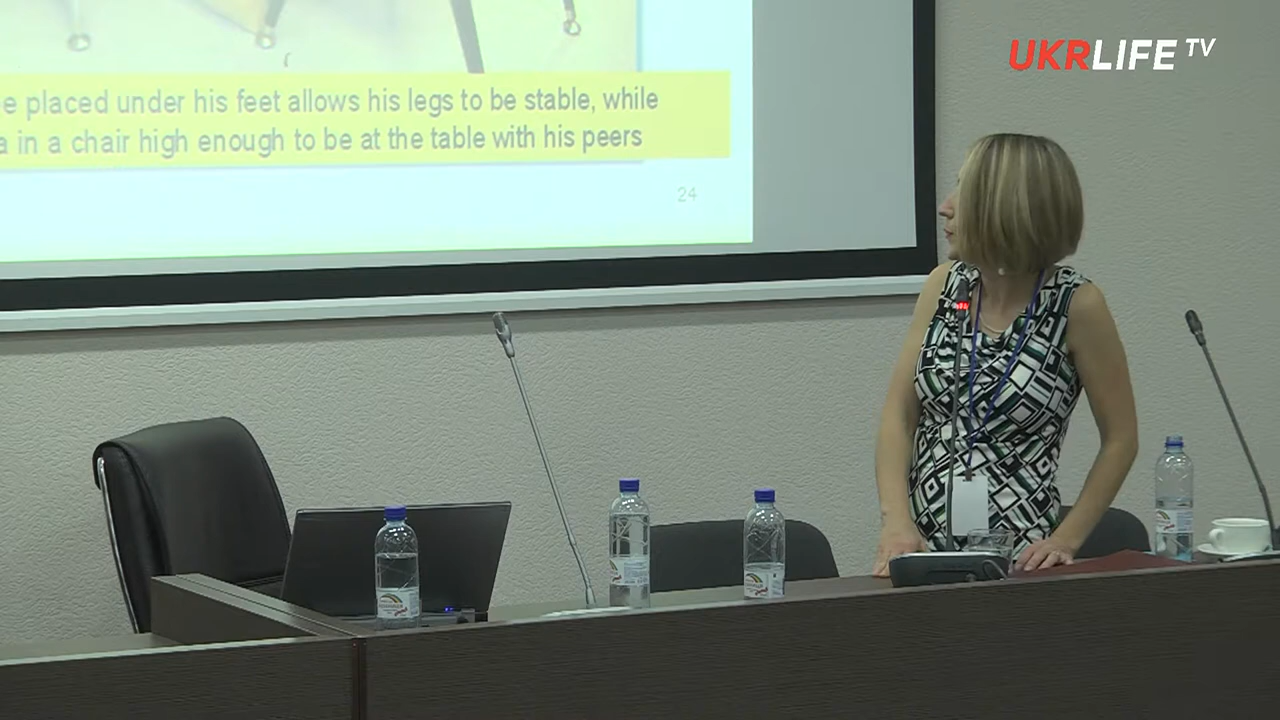 UKRLIFE TV
e placed under his feet allows his legs to be stable, while
a in a chair high enough to be at the table with his peers
24